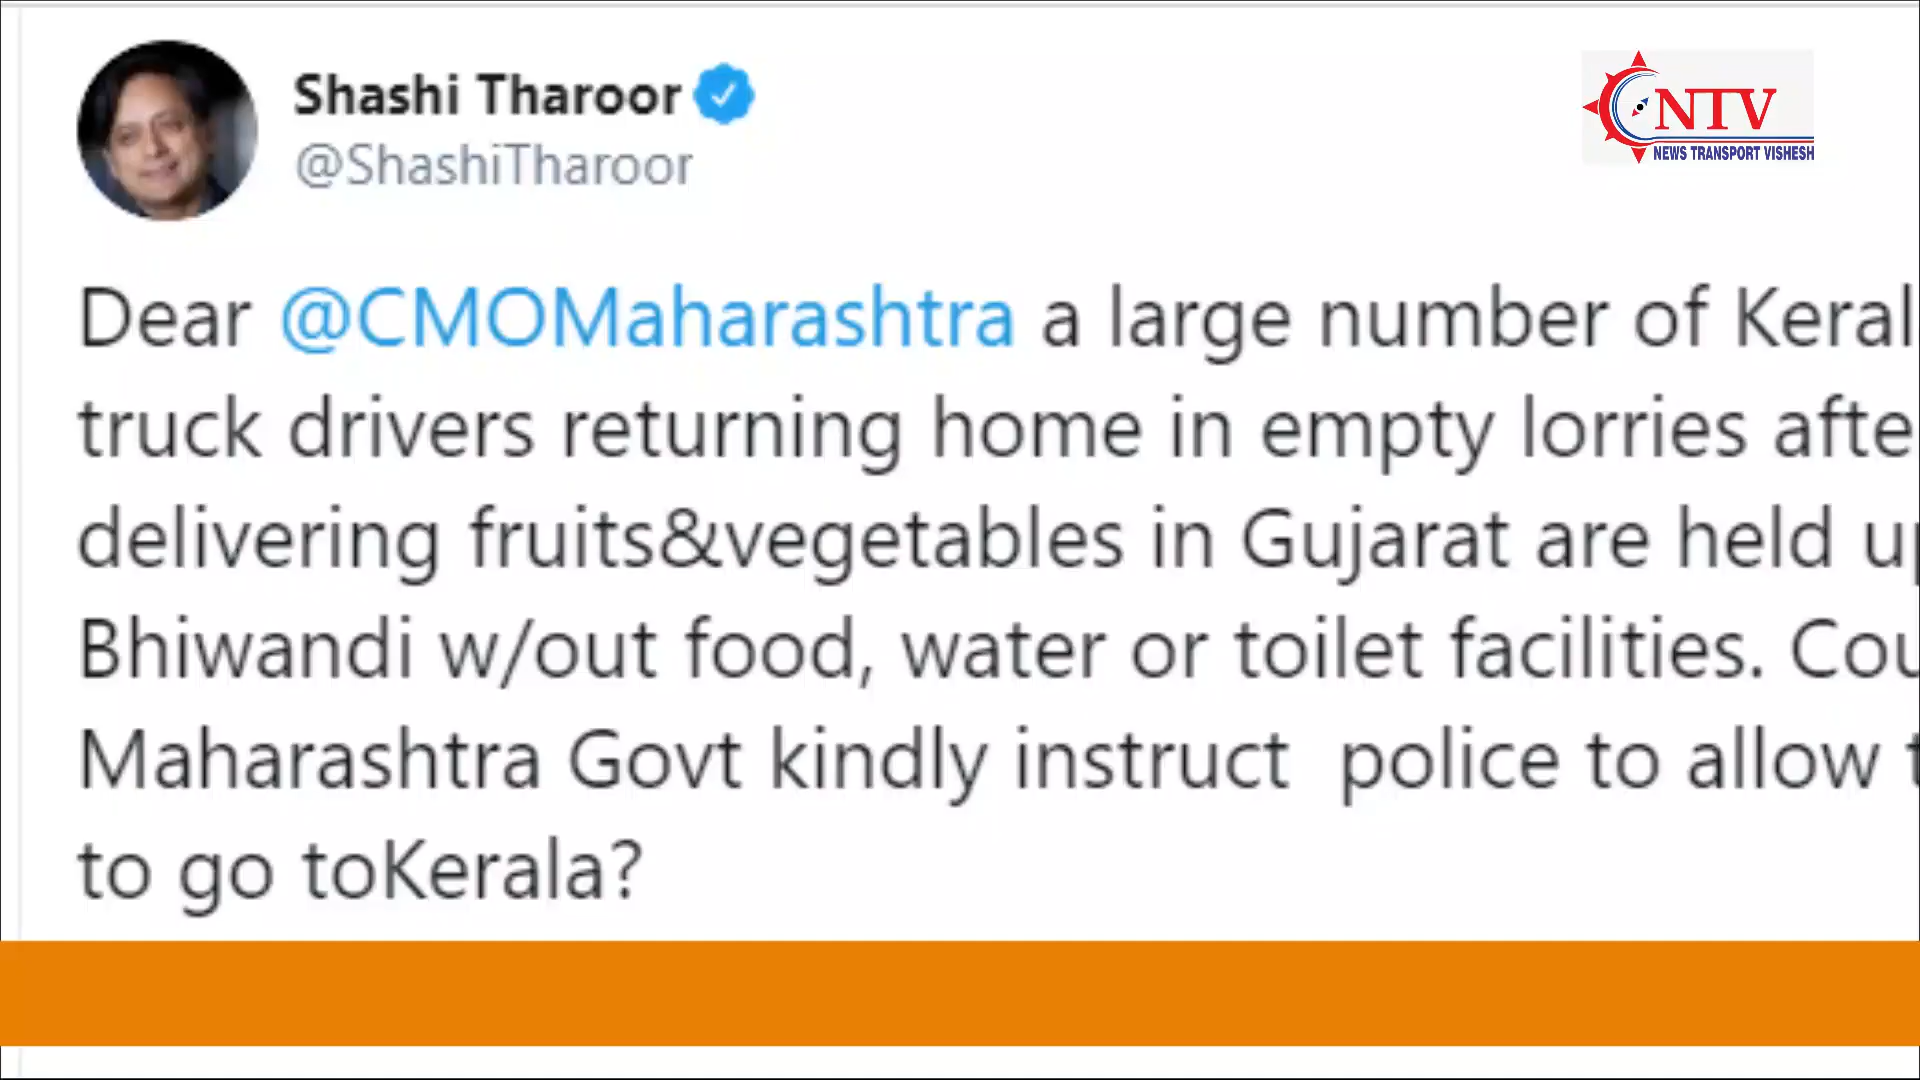 Shashi Tharoor
@ShashiTharoor
NTV
NEWS TRANSPORT VISHESH
Dear @CMOMaharashtra a large number of Keral
truck drivers returning home in empty lorries afte
delivering fruits&vegetables in Gujarat are held up
Bhiwandi w/out food, water or toilet facilities. Cou
Maharashtra Govt kindly instruct police to allow t
to go toKerala?